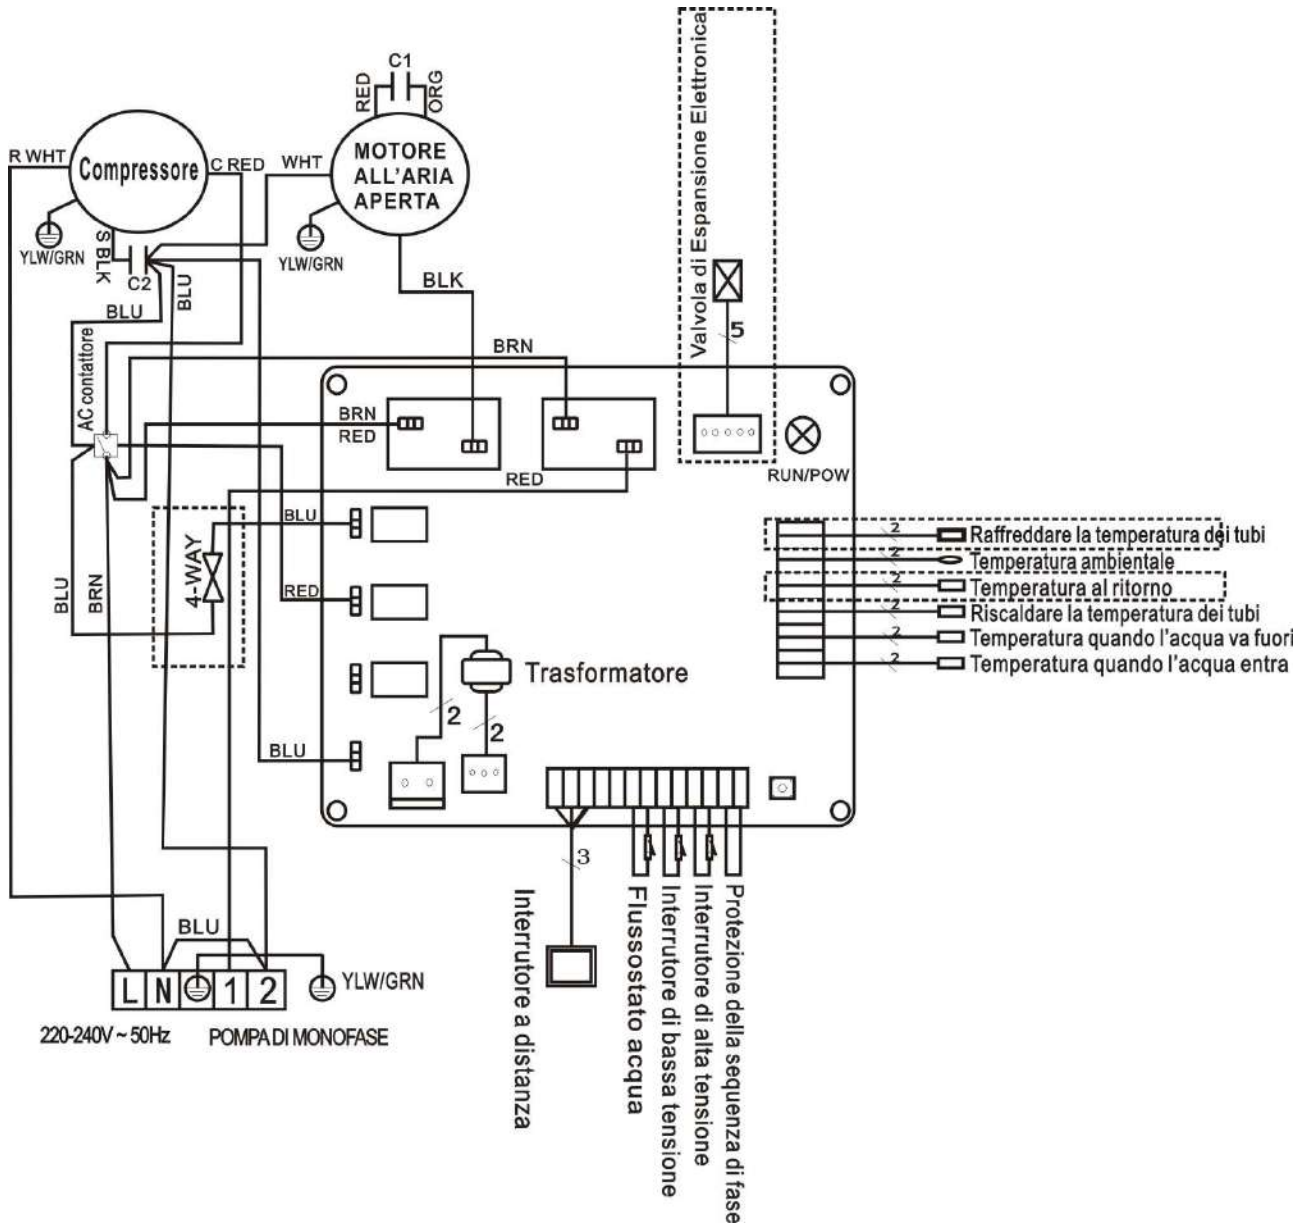 C1
RED
ORG
R WHT
Compressore
C RED
WHT
MOTORE
ALL'ARIA
APERTA
YLW/GRN
S BLK
C2
BLU
BLU
YLW/GRN
BLK
Valvola di Espansione Elettronica
5
AC contattore
BRN
BRN
RED
RED
RUN/POW
BLU
4-WAY
BLU
BRN
RED
2
Raffreddare la temperatura dei tubi
2
Temperatura ambientale
2
Temperatura al ritorno
2
Riscaldare la temperatura dei tubi
2
Temperatura quando l'acqua va fuori
2
Temperatura quando l'acqua entra
Trasformatore
2
2
BLU
3
Interrutore a distanza
Flussostato acqua
Interrutore di bassa tensione
Interrutore di alta tensione
Protezione della sequenza di fase
BLU
L N 1 2
YLW/GRN
220-240V ~ 50Hz
POMPA DI MONOFASE